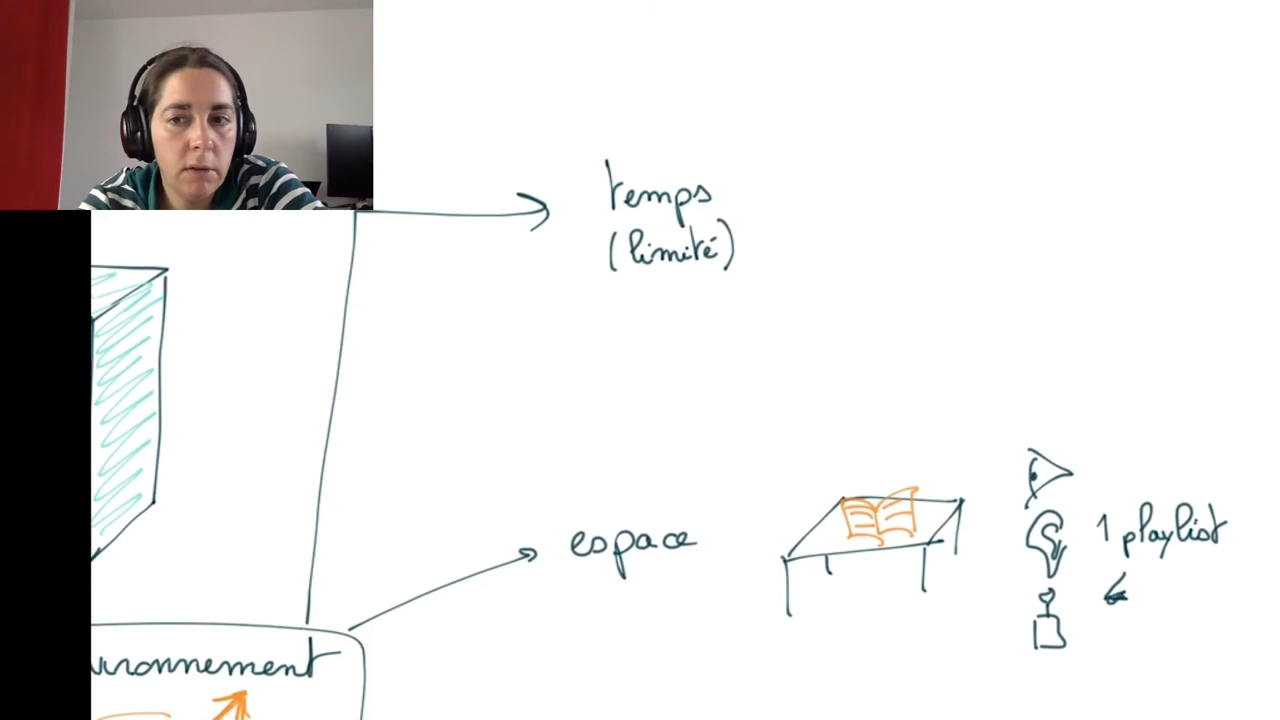 temps
(limité)
espace
1 playlist
vironnement